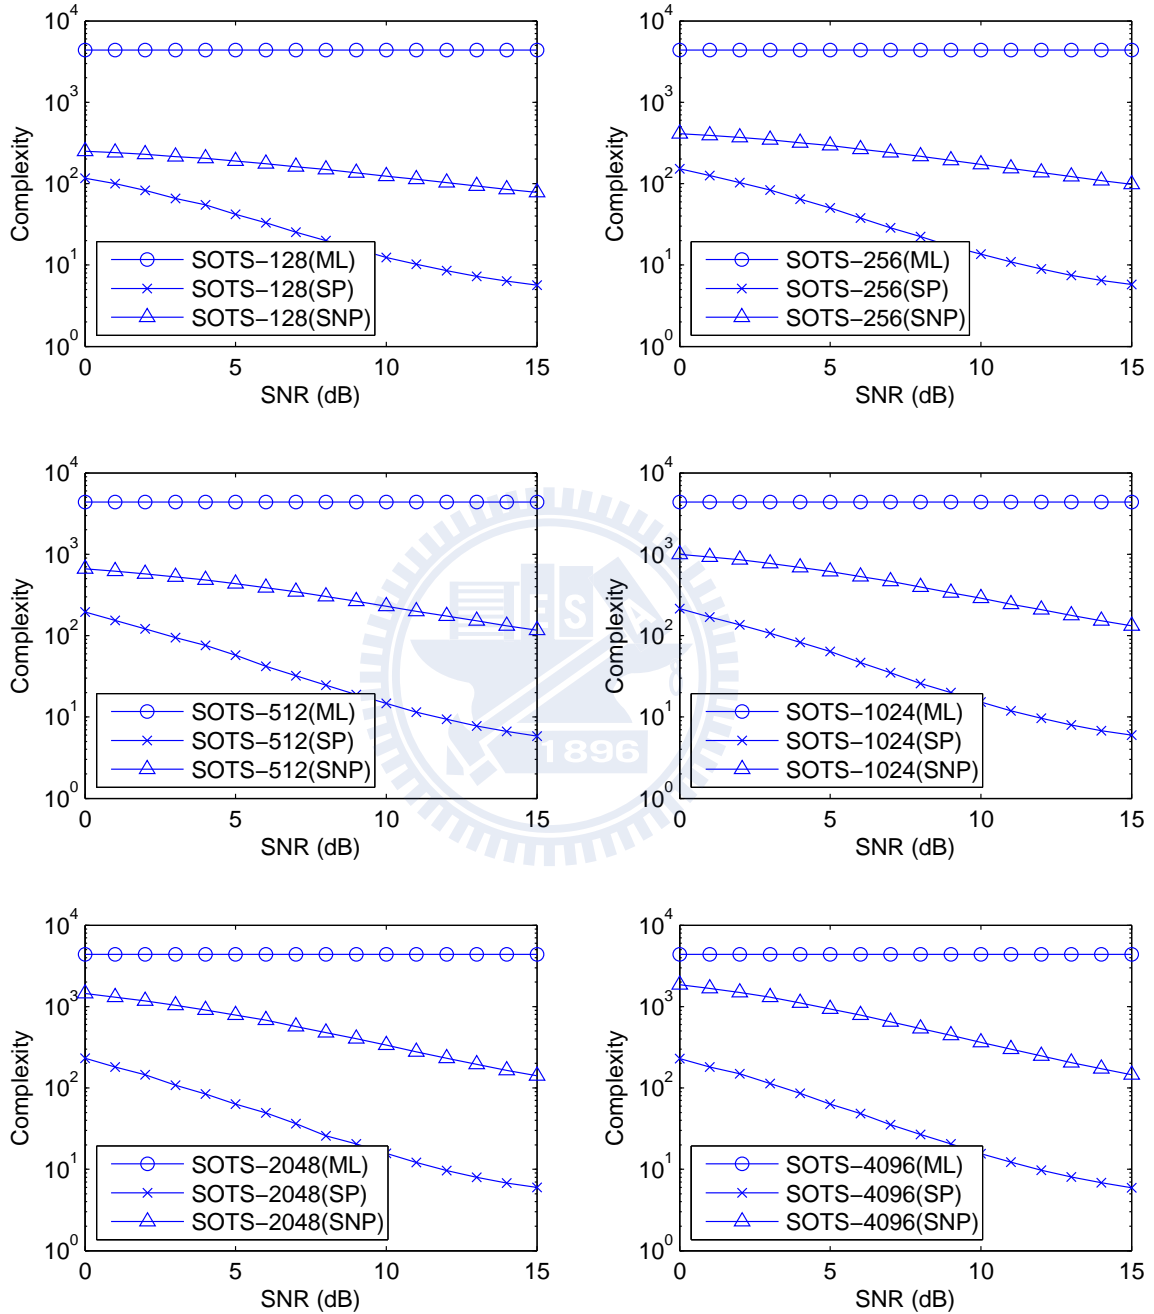 10^4
10^3
10^2
10^1
10^0
Complexity
SOTS−128(ML)
SOTS−128(SP)
SOTS−128(SNP)
0 5 10 15
SNR (dB)
10^4
10^3
10^2
10^1
10^0
Complexity
SOTS−256(ML)
SOTS−256(SP)
SOTS−256(SNP)
0 5 10 15
SNR (dB)
10^4
10^3
10^2
10^1
10^0
Complexity
SOTS−512(ML)
SOTS−512(SP)
SOTS−512(SNP)
0 5 10 15
SNR (dB)
10^4
10^3
10^2
10^1
10^0
Complexity
SOTS−1024(ML)
SOTS−1024(SP)
SOTS−1024(SNP)
0 5 10 15
SNR (dB)
1896
10^4
10^3
10^2
10^1
10^0
Complexity
SOTS−2048(ML)
SOTS−2048(SP)
SOTS−2048(SNP)
0 5 10 15
SNR (dB)
10^4
10^3
10^2
10^1
10^0
Complexity
SOTS−4096(ML)
SOTS−4096(SP)
SOTS−4096(SNP)
0 5 10 15
SNR (dB)